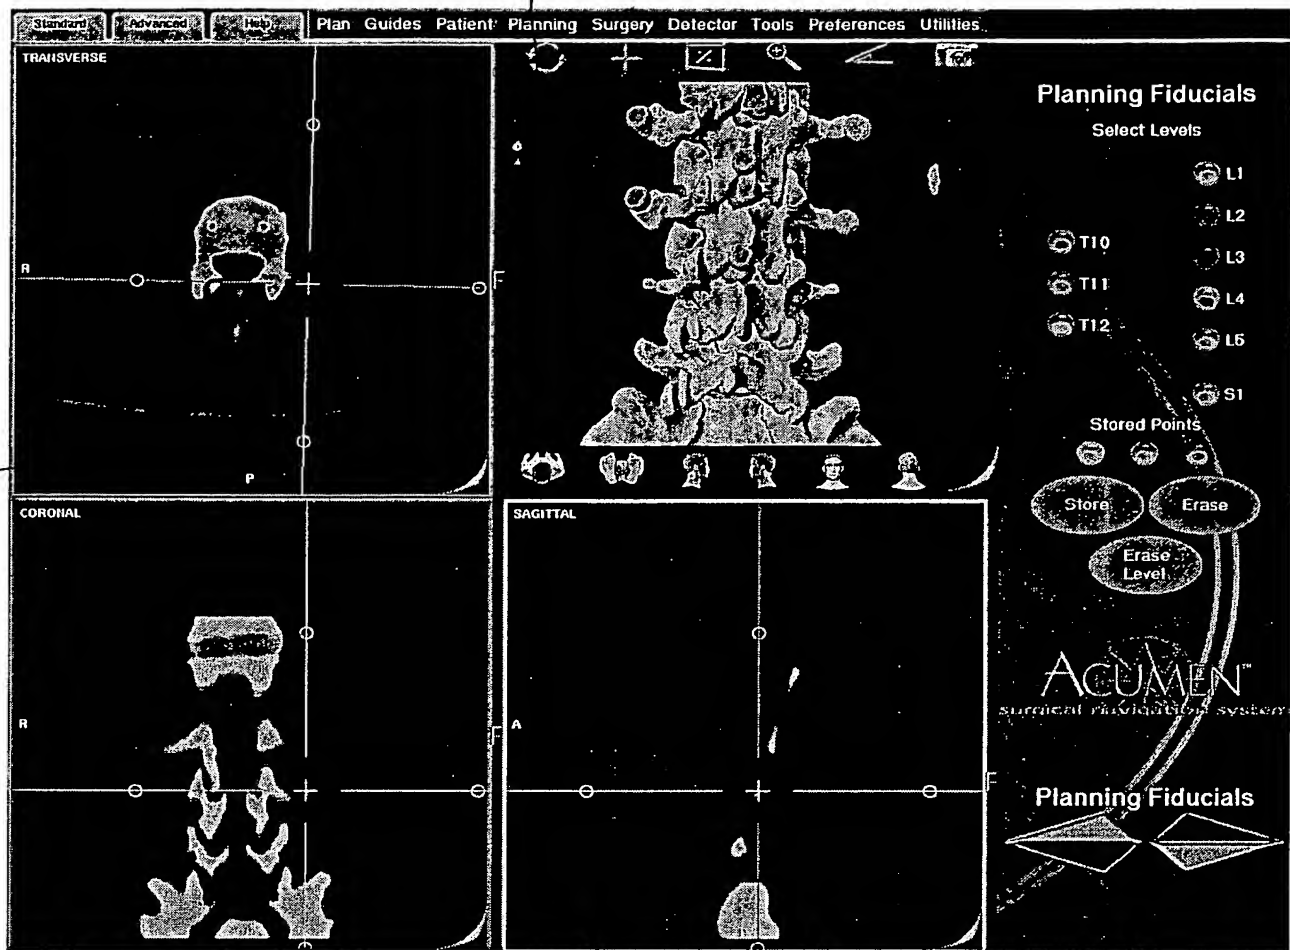 Standard Advanced Help Plan Guides Patient Planning Surgery Detector Tools Preferences Utilities
TRANSVERSE
R
P
F
Planning Fiducials
Select Levels
L1
L2
T10
L3
T11
L4
T12
L5
S1
Stored Points
Store
Erase
Erase
Level
CORONAL
R
F
SAGITTAL
A
F
ACUMEN™
surgical navigation system
Planning Fiducials